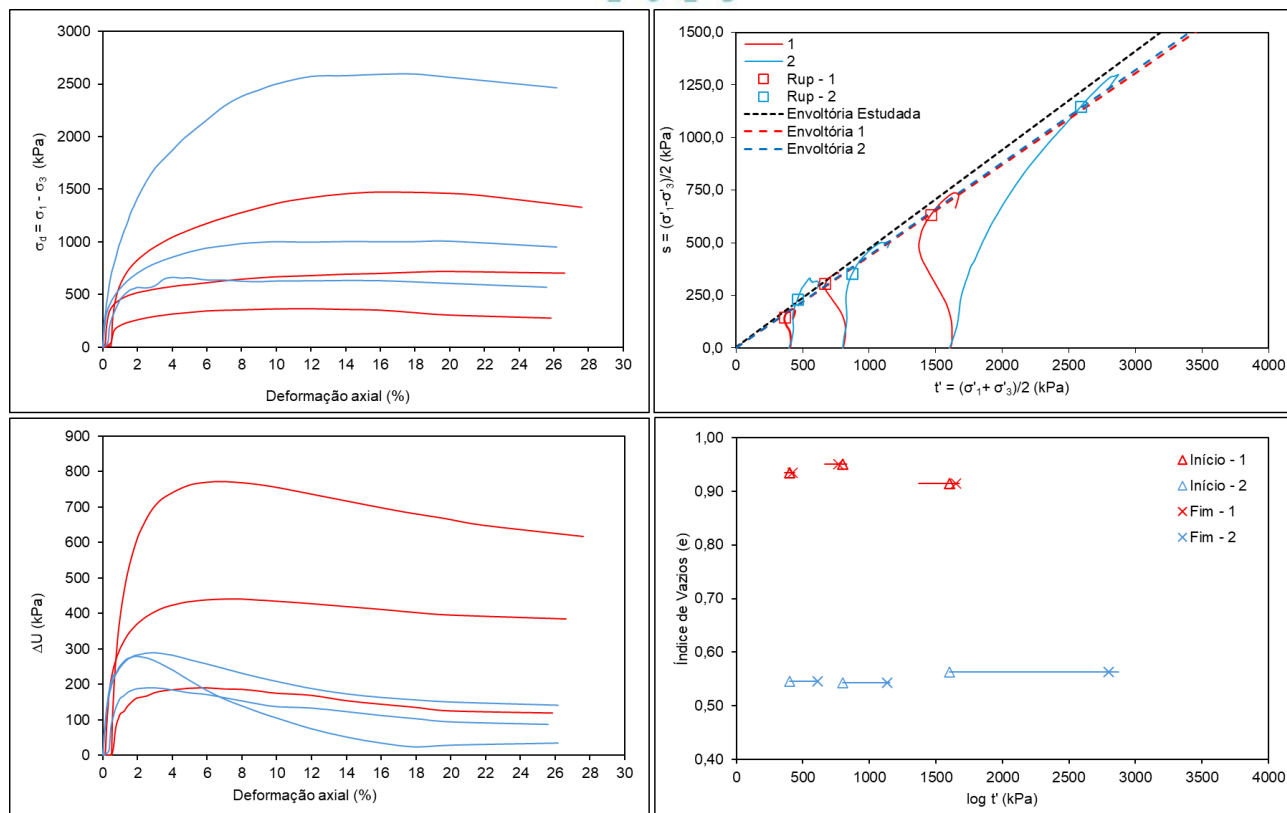 3000
2500
2000
1500
1000
500
0
σd = σ1 - σ3 (kPa)
0 2 4 6 8 10 12 14 16 18 20 22 24 26 28 30
Deformação axial (%)
1500,0
1250,0
1000,0
750,0
500,0
250,0
0,0
s = (σ'1-σ'3)/2 (kPa)
1
2
Rup - 1
Rup - 2
Envoltória Estudada
Envoltória 1
Envoltória 2
0 500 1000 1500 2000 2500 3000 3500 4000
t' = (σ'1+ σ'3)/2 (kPa)
900
800
700
600
500
400
300
200
100
0
ΔU (kPa)
0 2 4 6 8 10 12 14 16 18 20 22 24 26 28 30
Deformação axial (%)
1,00
0,90
0,80
0,70
0,60
0,50
0,40
Índice de Vazios (e)
Início - 1
Início - 2
Fim - 1
Fim - 2
0 500 1000 1500 2000 2500 3000 3500 4000
log t' (kPa)